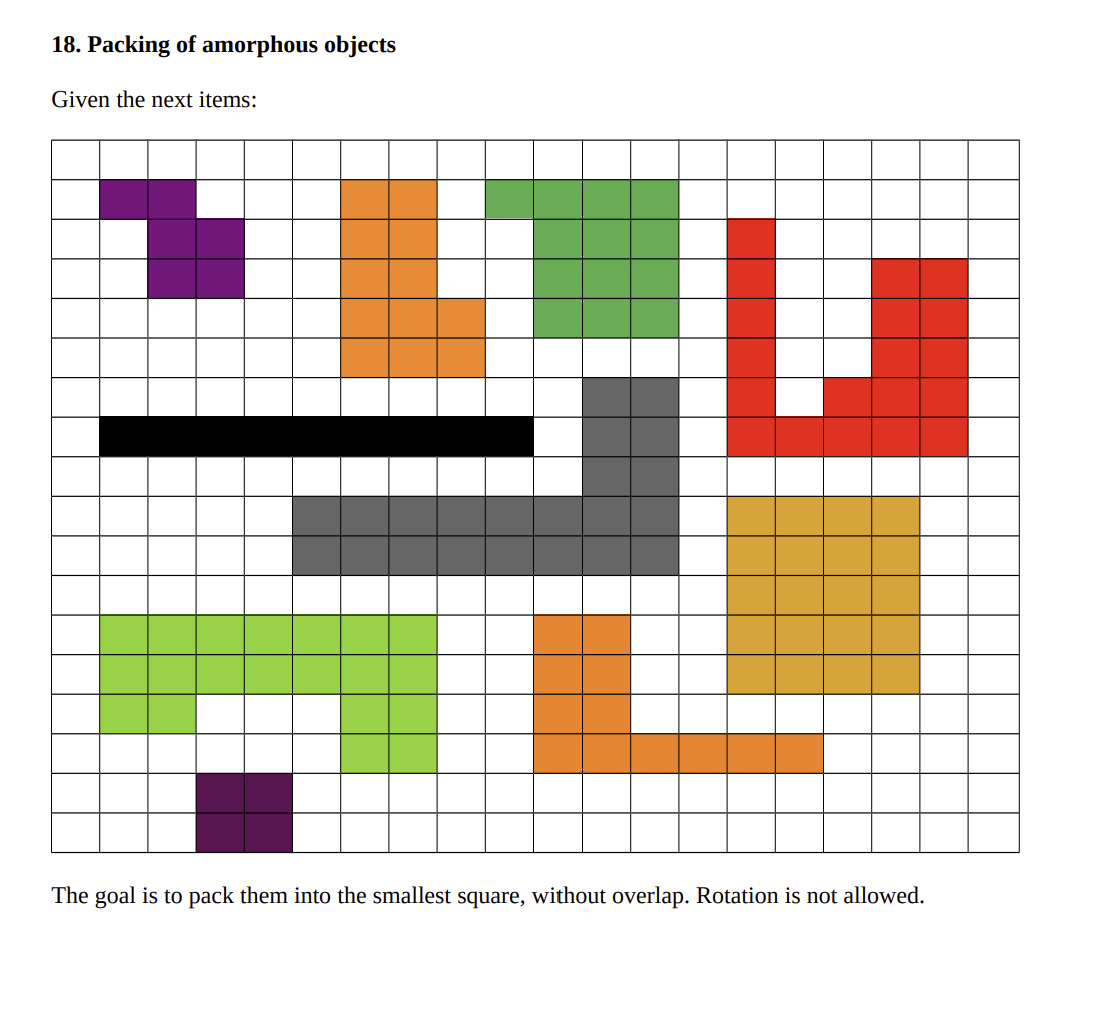 18. Packing of amorphous objects
Given the next items:
The goal is to pack them into the smallest square, without overlap. Rotation is not allowed.